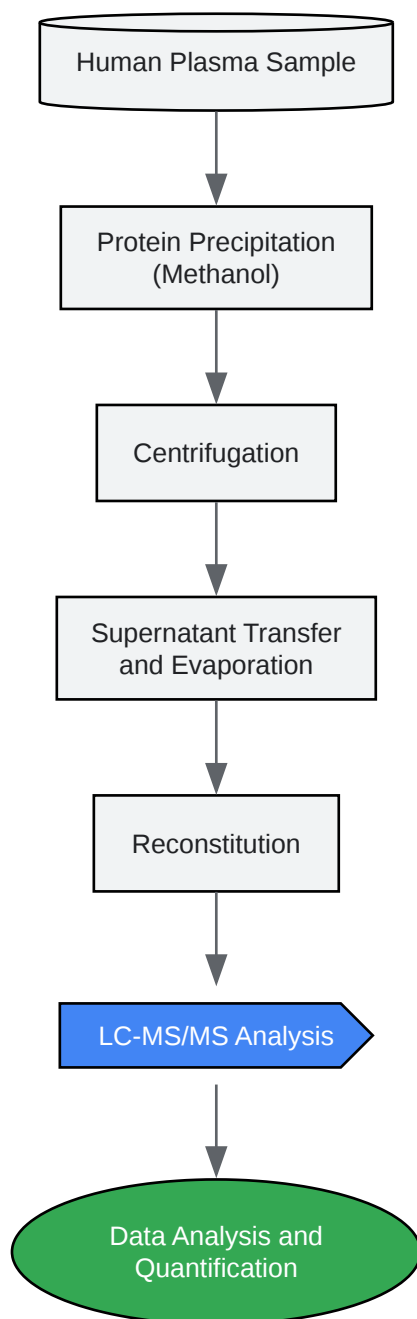 Human Plasma Sample
Protein Precipitation
(Methanol)
Centrifugation
Supernatant Transfer
and Evaporation
Reconstitution
LC-MS/MS Analysis
Data Analysis and
Quantification